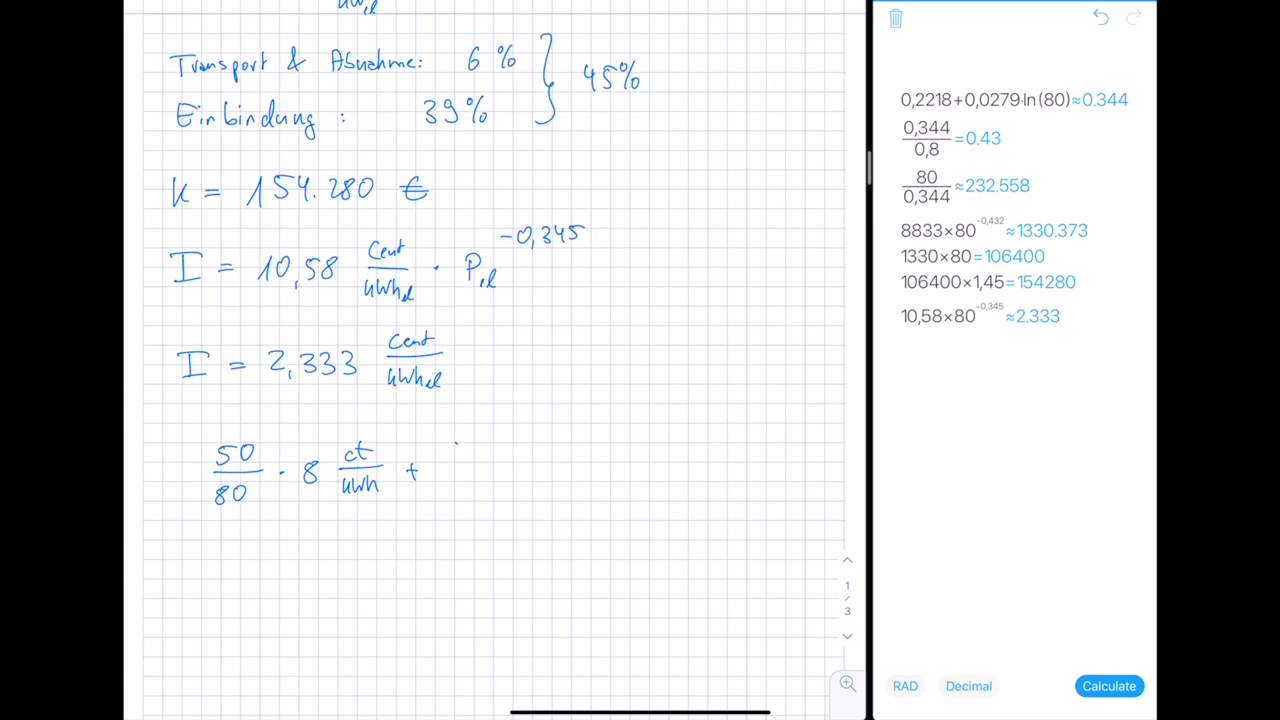 kW_el
Transport & Abnahme: 6 %
Einbindung : 39% } 45%
K = 154.280 €
I = 10,58 Cent/kWh_el · P_el^-0,345
I = 2,333 Cent/kWh_el
50/80 · 8 ct/kWh +
0,2218+0,0279·ln(80)≈0.344
0,344/0,8=0.43
80/0,344≈232.558
8833×80^-0,432≈1330.373
1330×80=106400
106400×1,45=154280
10,58×80^-0,345≈2.333
1
/
3
RAD Decimal Calculate